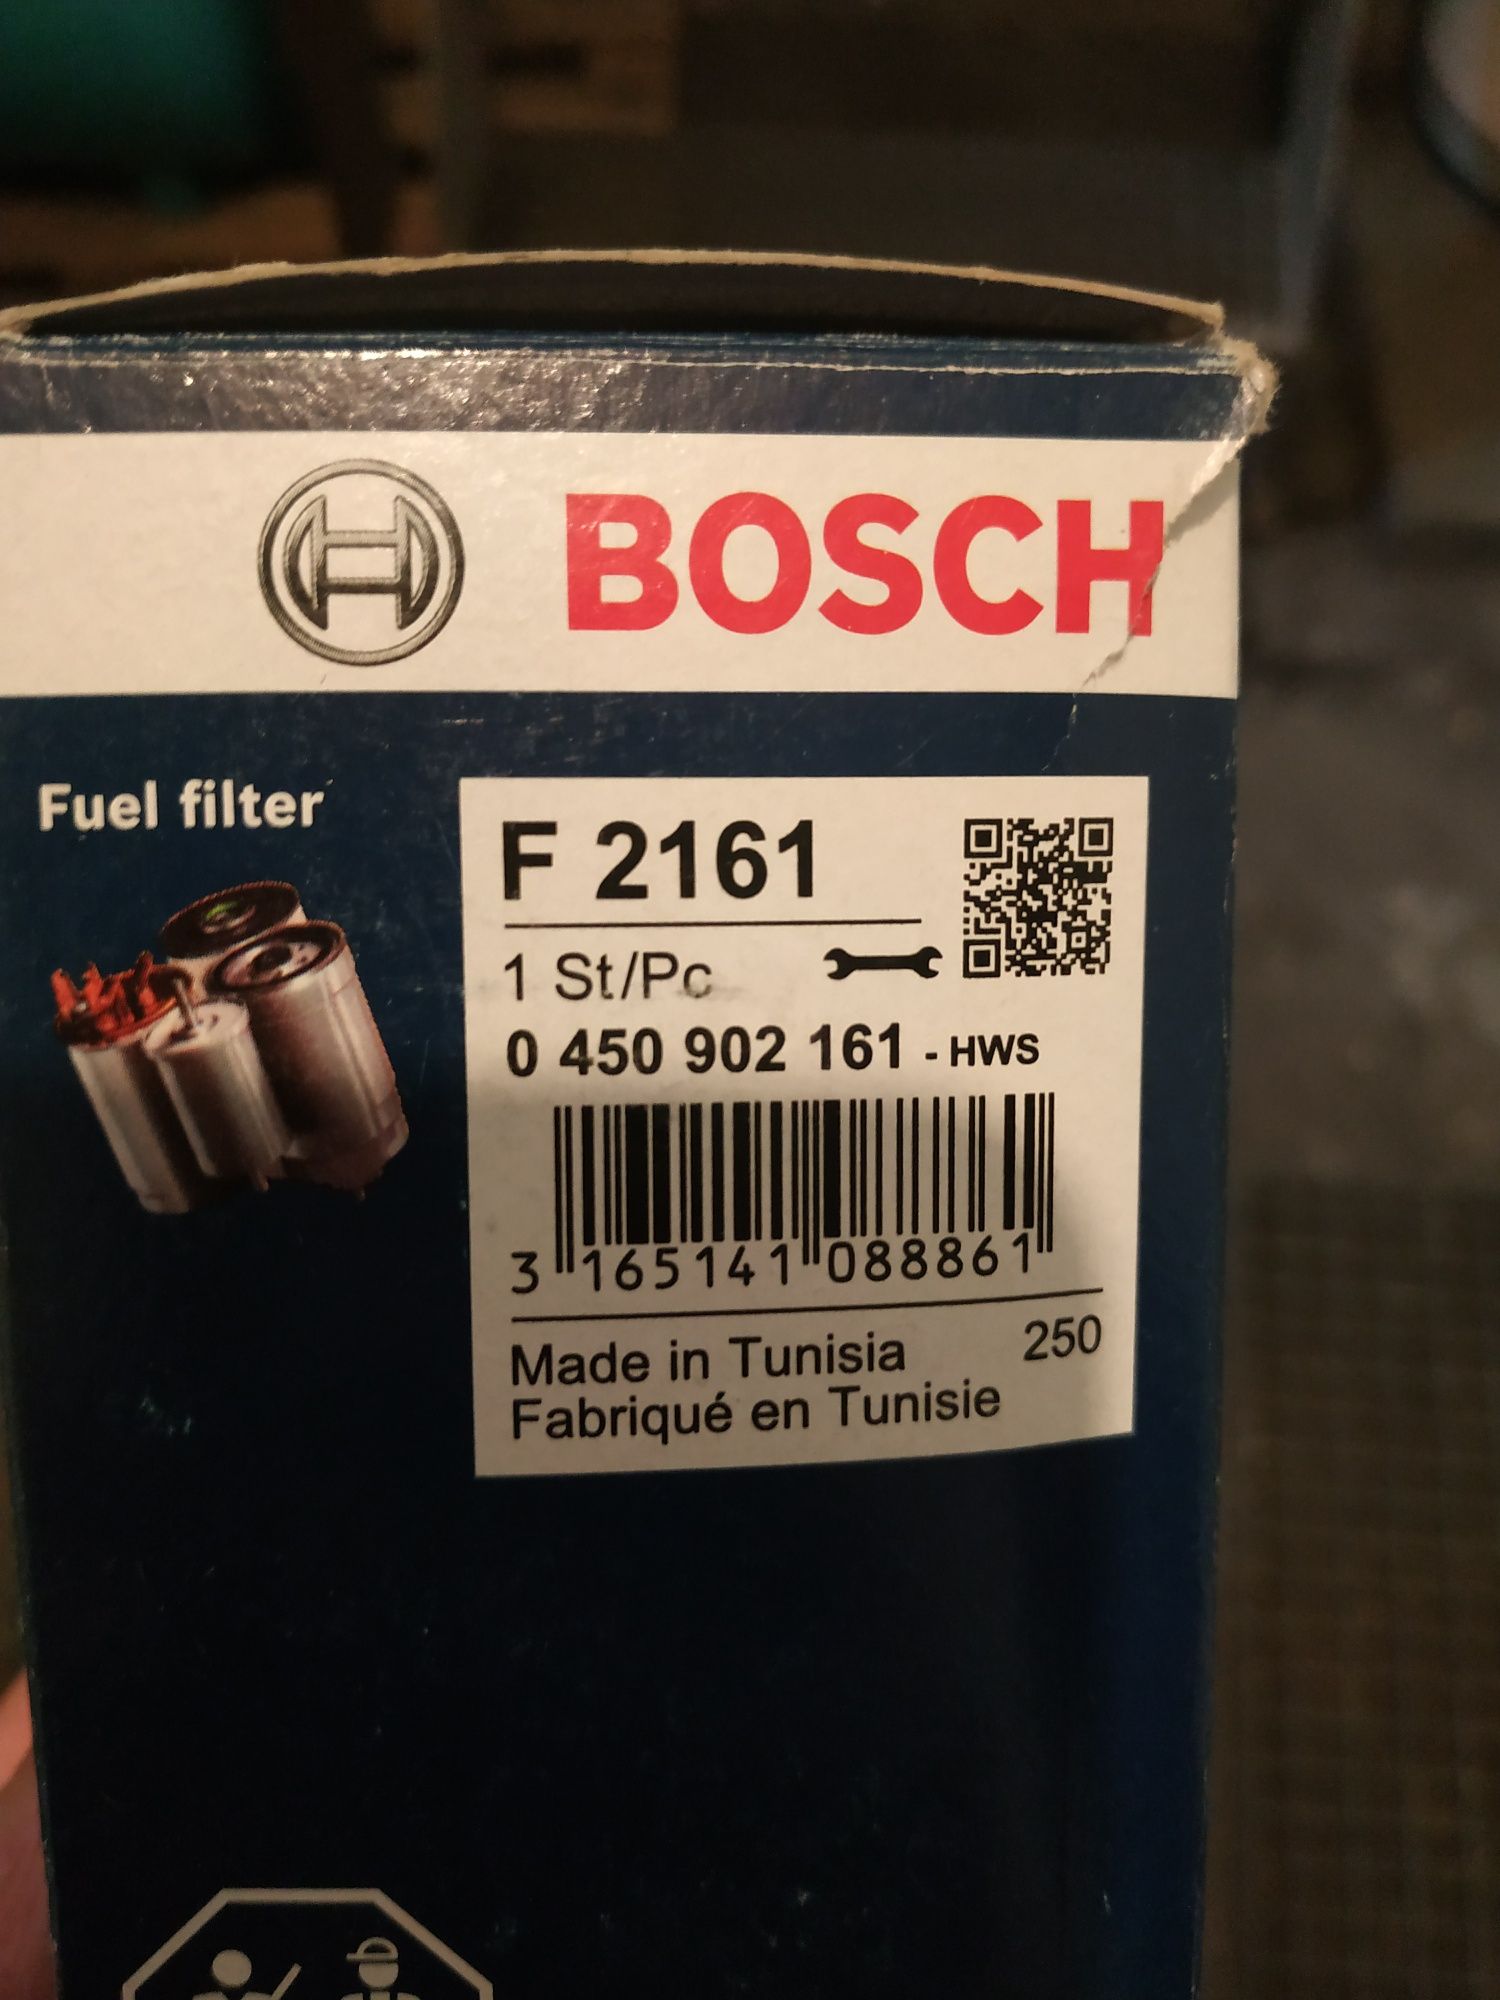 BOSCH
Fuel filter
F 2161
1 St/Pc
0 450 902 161 - HWS
3 165141 088861
Made in Tunisia 250
Fabriqué en Tunisie